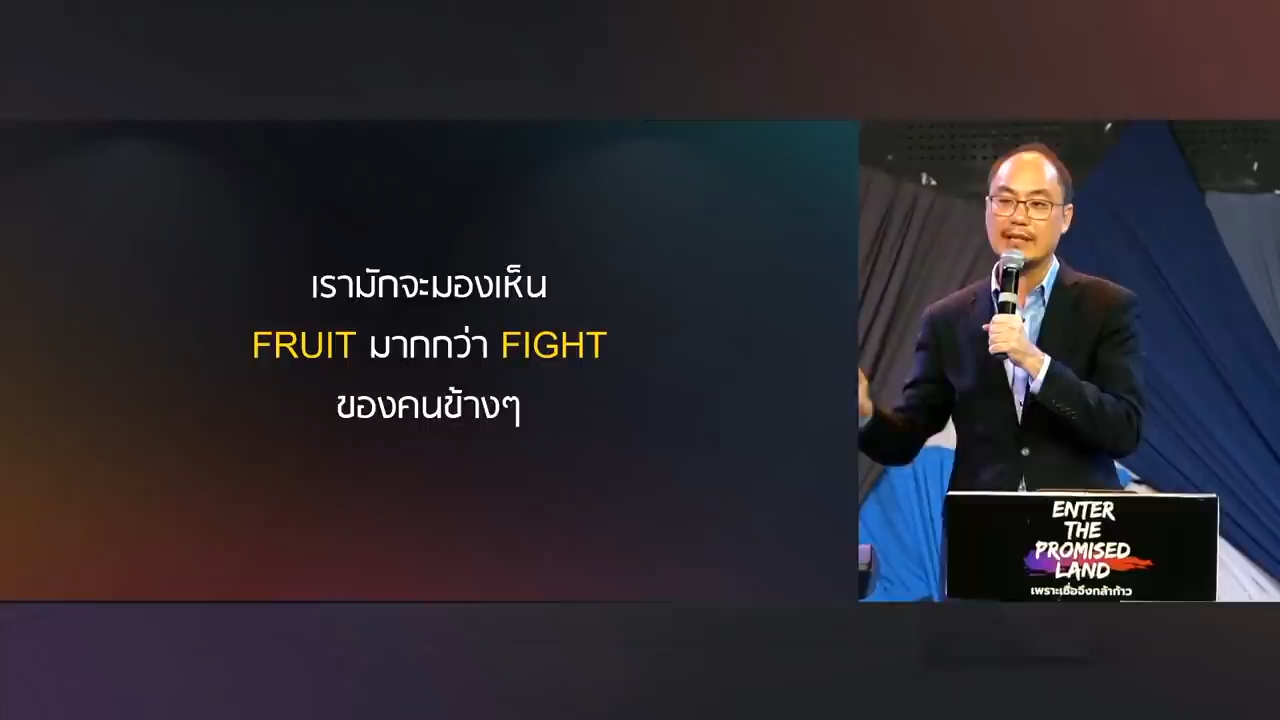 เรามักจะมองเห็น
FRUIT มากกว่า FIGHT
ของคนข้างๆ
ENTER
THE
PROMISED
LAND
เพราะเชื่อจึงกล้าก้าว